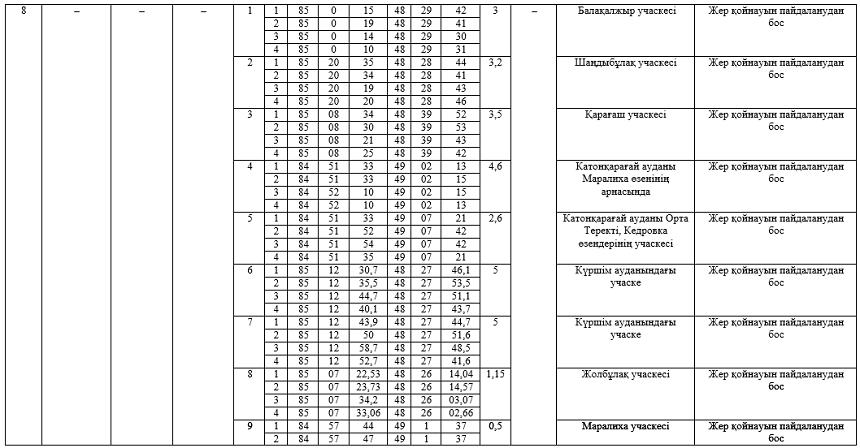 8 – – – 1 1 85 0 15 48 29 42 3 – Балақалжыр учаскесі Жер қойнауын пайдаланудан
2 85 0 19 48 29 41 бос
3 85 0 14 48 29 30
4 85 0 10 48 29 31
2 1 85 20 35 48 28 44 3,2 Шаңдыбұлақ учаскесі Жер қойнауын пайдаланудан
2 85 20 34 48 28 41 бос
3 85 20 19 48 28 43
4 85 20 20 48 28 46
3 1 85 08 34 48 39 52 3,5 Қарағаш учаскесі Жер қойнауын пайдаланудан
2 85 08 30 48 39 53 бос
3 85 08 21 48 39 43
4 85 08 25 48 39 42
4 1 84 51 33 49 02 13 4,6 Катонқарағай ауданы Жер қойнауын пайдаланудан
2 84 51 33 49 02 15 Маралиха өзенінің бос
3 84 52 10 49 02 15 арнасында
4 84 52 10 49 02 13
5 1 84 51 33 49 07 21 2,6 Катонқарағай ауданы Орта Жер қойнауын пайдаланудан
2 84 51 52 49 07 42 Теректі, Кедровка бос
3 84 51 54 49 07 42 өзендерінің учаскесі
4 84 51 35 49 07 21
6 1 85 12 30,7 48 27 46,1 5 Күршім ауданындағы Жер қойнауын пайдаланудан
2 85 12 35,5 48 27 53,5 учаске бос
3 85 12 44,7 48 27 51,1
4 85 12 40,1 48 27 43,7
7 1 85 12 43,9 48 27 44,7 5 Күршім ауданындағы Жер қойнауын пайдаланудан
2 85 12 50 48 27 51,6 учаске бос
3 85 12 58,7 48 27 48,5
4 85 12 52,7 48 27 41,6
8 1 85 07 22,53 48 26 14,04 1,15 Жолбұлақ учаскесі Жер қойнауын пайдаланудан
2 85 07 23,73 48 26 14,57 бос
3 85 07 34,2 48 26 03,07
4 85 07 33,06 48 26 02,66
9 1 84 57 44 49 1 37 0,5 Маралиха учаскесі Жер қойнауын пайдаланудан
2 84 57 47 49 1 37 бос